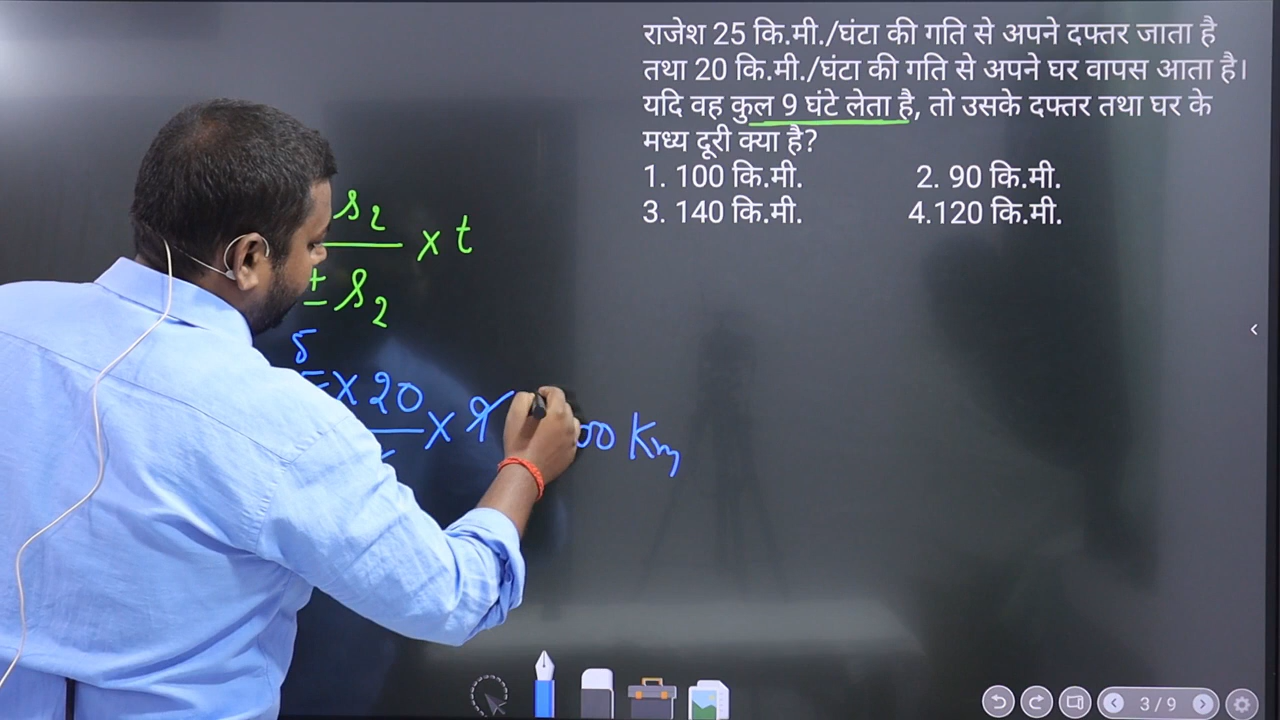 राजेश 25 कि.मी./घंटा की गति से अपने दफ्तर जाता है
तथा 20 कि.मी./घंटा की गति से अपने घर वापस आता है।
यदि वह कुल 9 घंटे लेता है, तो उसके दफ्तर तथा घर के
मध्य दूरी क्या है?
1. 100 कि.मी. 2. 90 कि.मी.
3. 140 कि.मी. 4.120 कि.मी.
s2
× t
± s2
5
× 20
× 9
00 Km
3 / 9